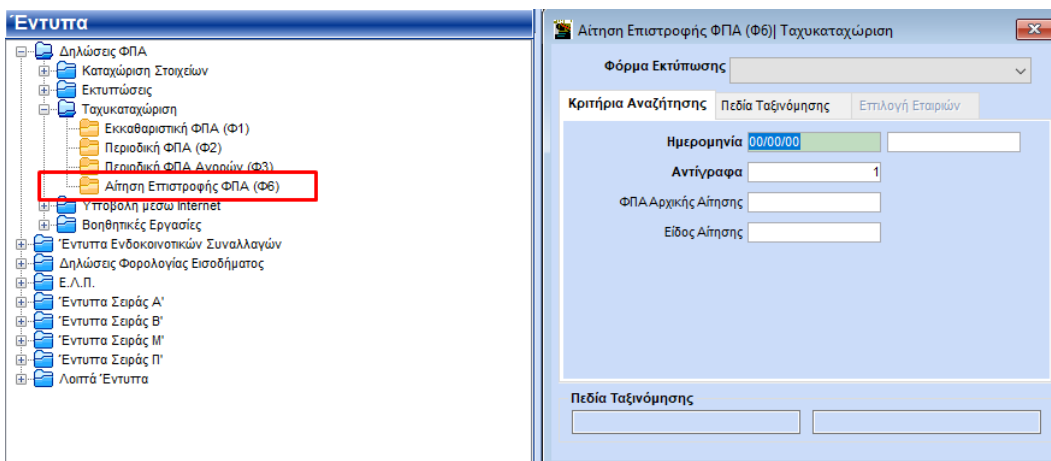 Έντυπα
Δηλώσεις ΦΠΑ
Καταχώριση Στοιχείων
Εκτυπώσεις
Ταχυκαταχώριση
Εκκαθαριστική ΦΠΑ (Φ1)
Περιοδική ΦΠΑ (Φ2)
Περιοδική ΦΠΑ Αγορών (Φ3)
Αίτηση Επιστροφής ΦΠΑ (Φ6)
Υποβολή μέσω Internet
Βοηθητικές Εργασίες
Έντυπα Ενδοκοινοτικών Συναλλαγών
Δηλώσεις Φορολογίας Εισοδήματος
Ε.Λ.Π.
Έντυπα Σειράς Α'
Έντυπα Σειράς Β'
Έντυπα Σειράς Μ'
Έντυπα Σειράς Π'
Λοιπά Έντυπα
Αίτηση Επιστροφής ΦΠΑ (Φ6)| Ταχυκαταχώριση
Φόρμα Εκτύπωσης
Κριτήρια Αναζήτησης Πεδία Ταξινόμησης Επιλογή Εταιριών
Ημερομηνία 00/00/00
Αντίγραφα 1
ΦΠΑ Αρχικής Αίτησης
Είδος Αίτησης
Πεδία Ταξινόμησης